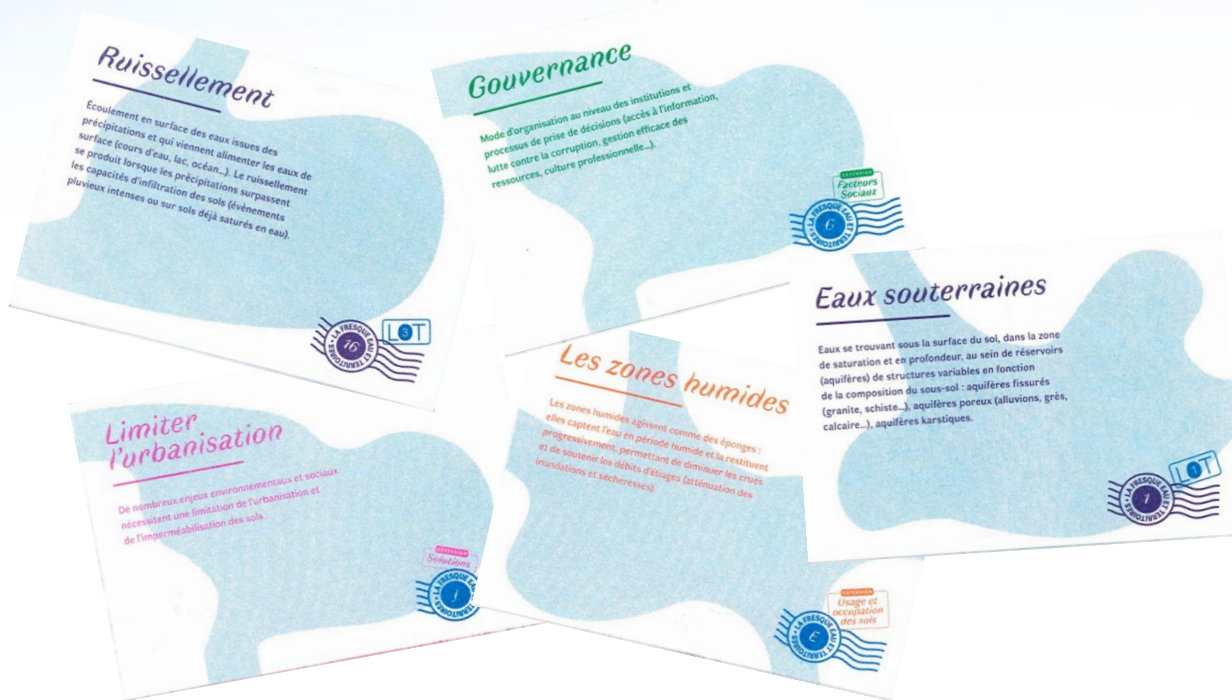 Ruissellement
Écoulement en surface des eaux issues des
précipitations et qui viennent alimenter les eaux de
surface (cours d'eau, lac, océan...). Le ruissellement
se produit lorsque les précipitations surpassent
les capacités d'infiltration des sols (évènements
pluvieux intenses ou sur sols déjà saturés en eau).
LA FRESQUE EAU ET TERRITOIRES
16
LOT
3
Gouvernance
Mode d'organisation au niveau des institutions et
processus de prise de décisions (accès à l'information,
lutte contre la corruption, gestion efficace des
ressources, culture professionnelle...).
EXTENSION
Facteurs
Sociaux
LA FRESQUE EAU ET TERRITOIRES
G
Eaux souterraines
Eaux se trouvant sous la surface du sol, dans la zone
de saturation et en profondeur, au sein de réservoirs
(aquifères) de structures variables en fonction
de la composition du sous-sol : aquifères fissurés
(granite, schiste...), aquifères poreux (alluvions, grès,
calcaire...), aquifères karstiques.
LA FRESQUE EAU ET TERRITOIRES
1
LOT
1
Limiter
l'urbanisation
De nombreux enjeux environnementaux et sociaux
nécessitent une limitation de l'urbanisation et
de l'imperméabilisation des sols.
EXTENSION
Solutions
Les zones humides
Les zones humides agissent comme des éponges :
elles captent l'eau en période humide et la restituent
progressivement, permettant de diminuer les crues
et de soutenir les débits d'étiages (atténuation des
inondations et sécheresses).
EXTENSION
Usage et
occupation
des sols
LA FRESQUE EAU ET TERRITOIRES
E